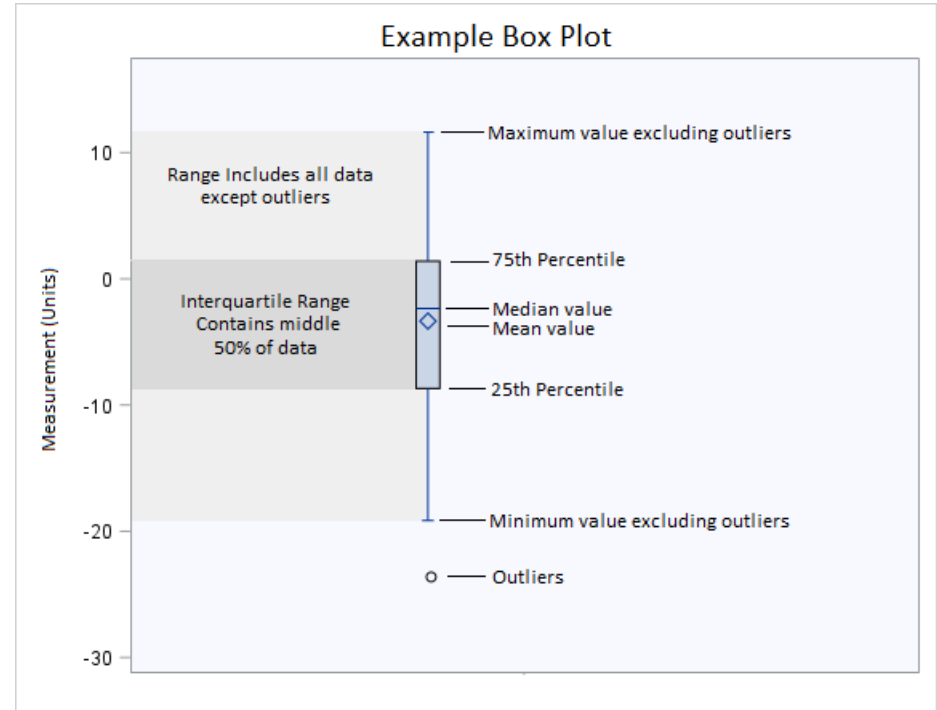 Example Box Plot
Maximum value excluding outliers
10
Range Includes all data
except outliers
75th Percentile
0
Interquartile Range
Contains middle
50% of data
Median value
Mean value
Measurement (Units)
25th Percentile
-10
Minimum value excluding outliers
-20
Outliers
-30